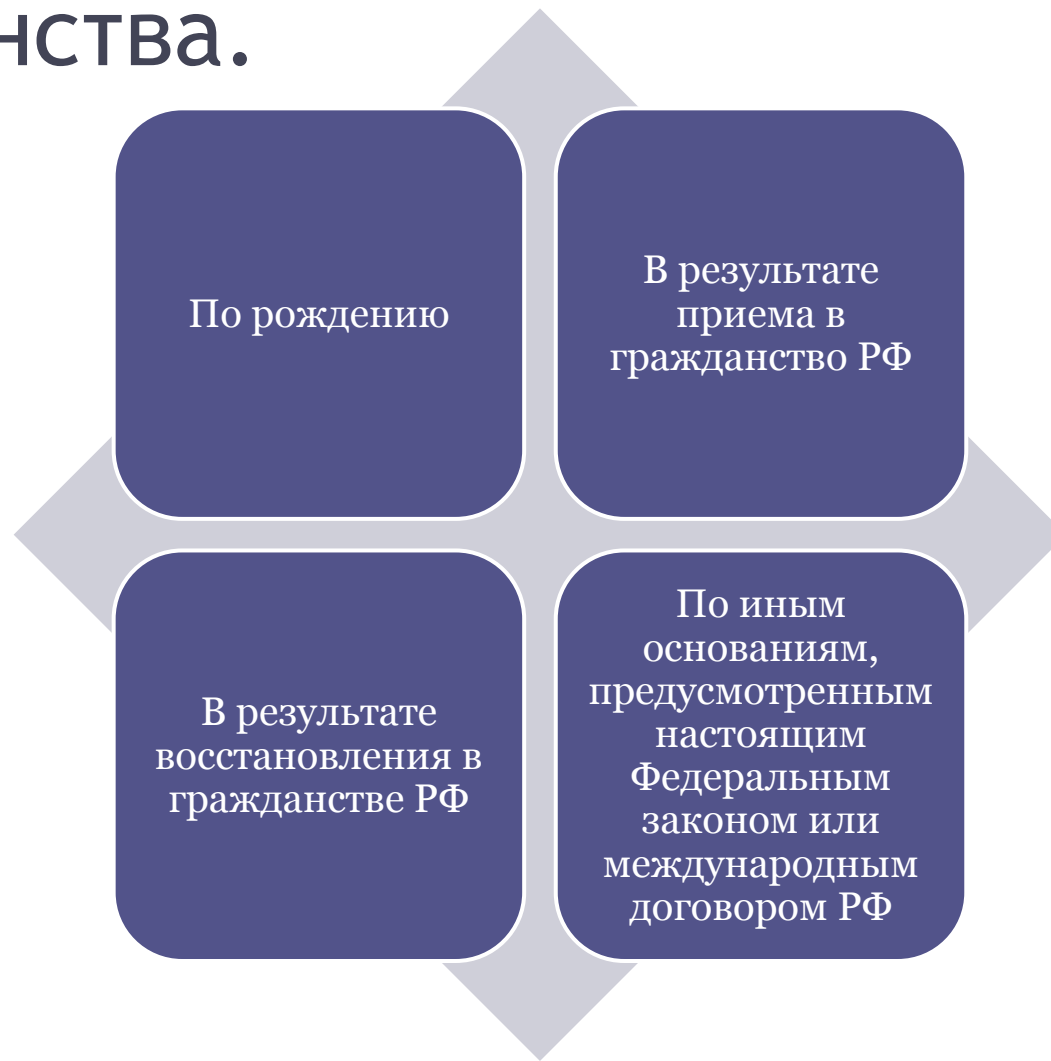 нства.
По рождению
В результате
приема в
гражданство РФ
В результате
восстановления в
гражданстве РФ
По иным
основаниям,
предусмотренным
настоящим
Федеральным
законом или
международным
договором РФ